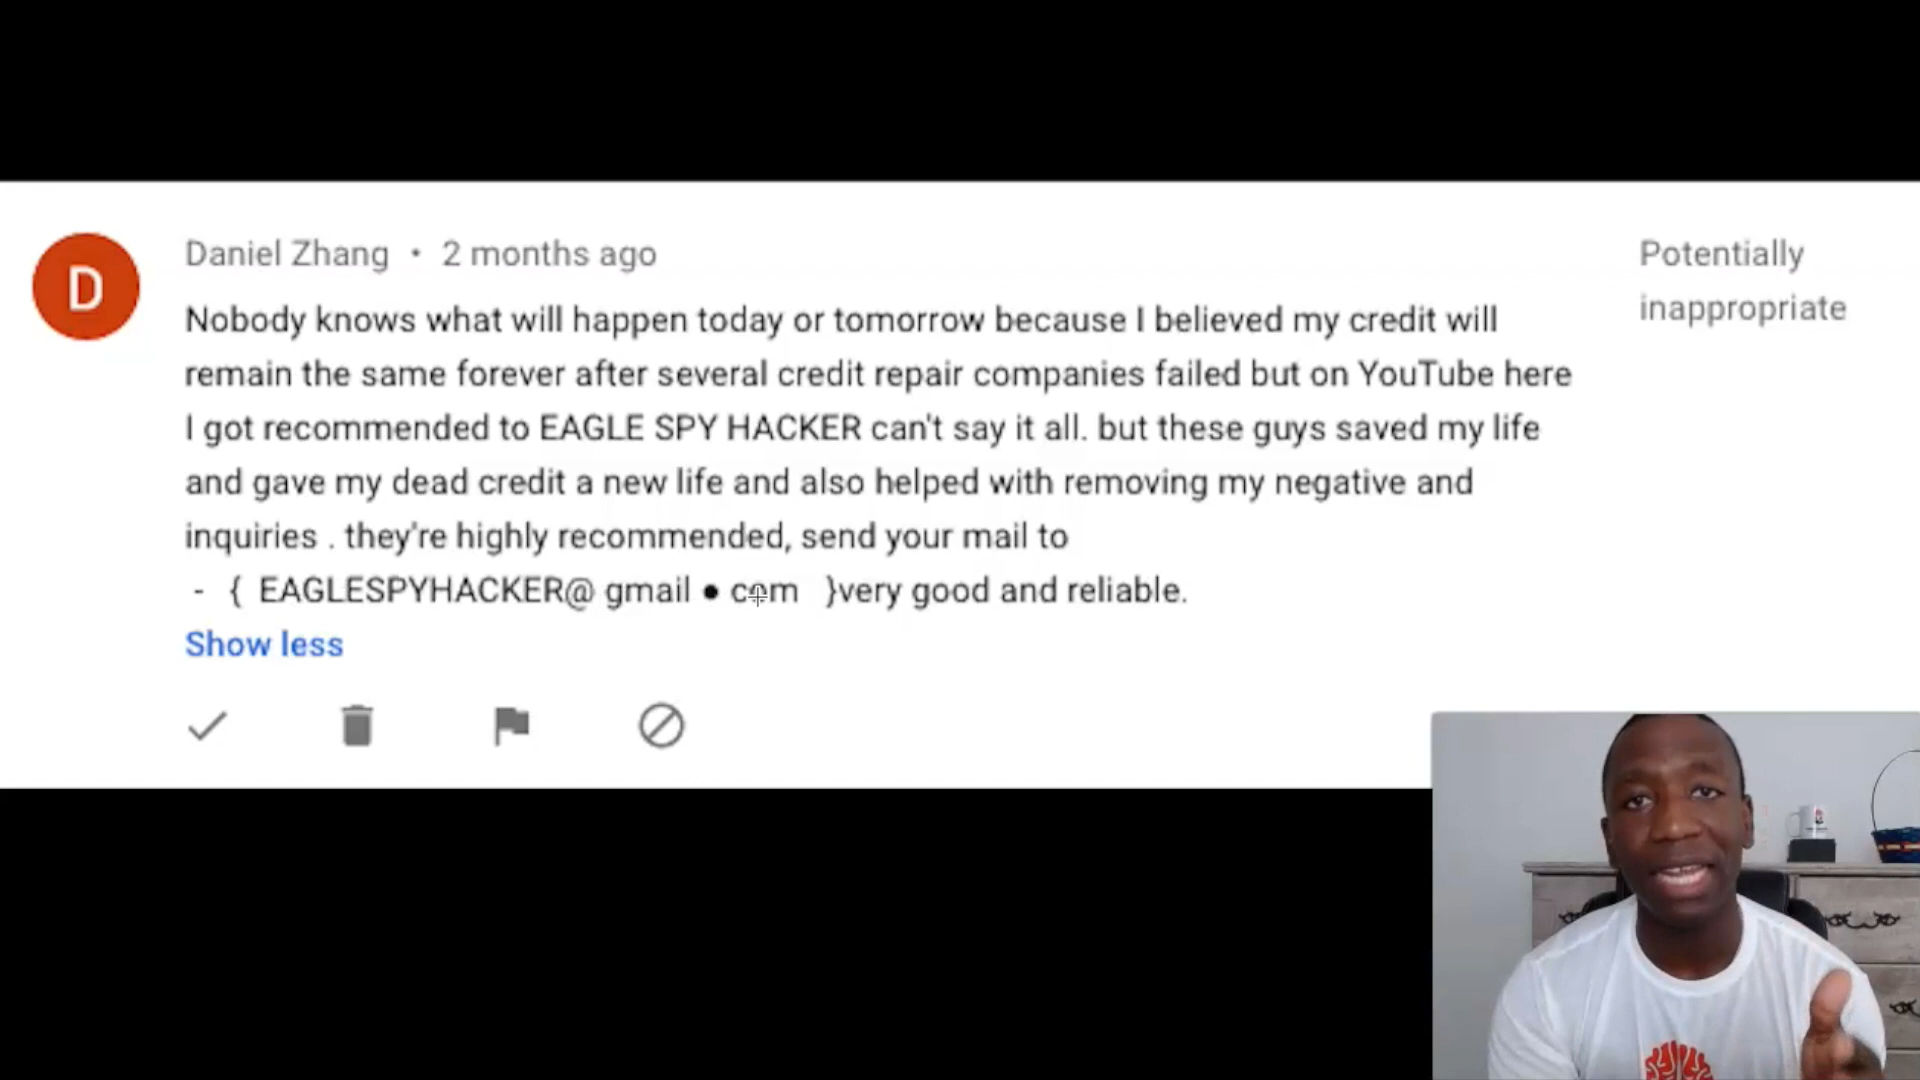 D
Daniel Zhang • 2 months ago
Potentially
inappropriate
Nobody knows what will happen today or tomorrow because I believed my credit will
remain the same forever after several credit repair companies failed but on YouTube here
I got recommended to EAGLE SPY HACKER can't say it all. but these guys saved my life
and gave my dead credit a new life and also helped with removing my negative and
inquiries . they're highly recommended, send your mail to
- { EAGLESPYHACKER@ gmail ● com }very good and reliable.
Show less